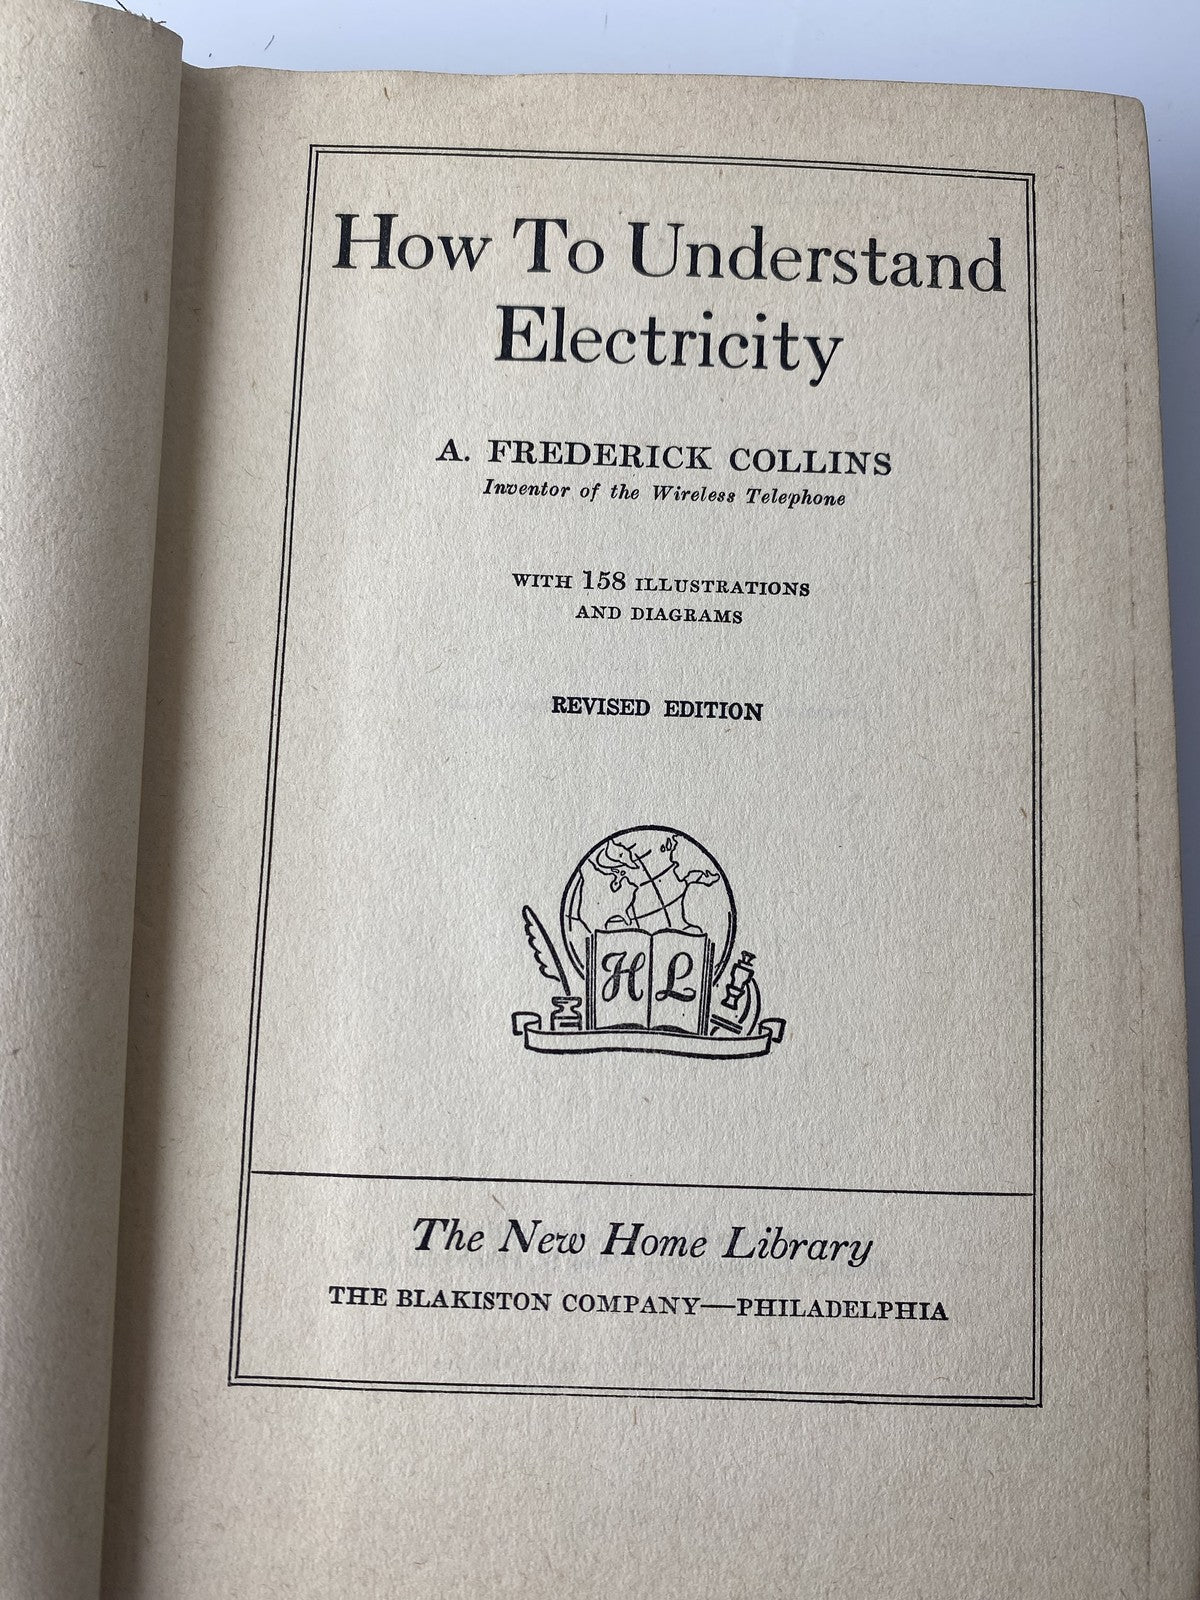 How To Understand
Electricity
A. FREDERICK COLLINS
Inventor of the Wireless Telephone
WITH 158 ILLUSTRATIONS
AND DIAGRAMS
REVISED EDITION
H L
The New Home Library
THE BLAKISTON COMPANY—PHILADELPHIA